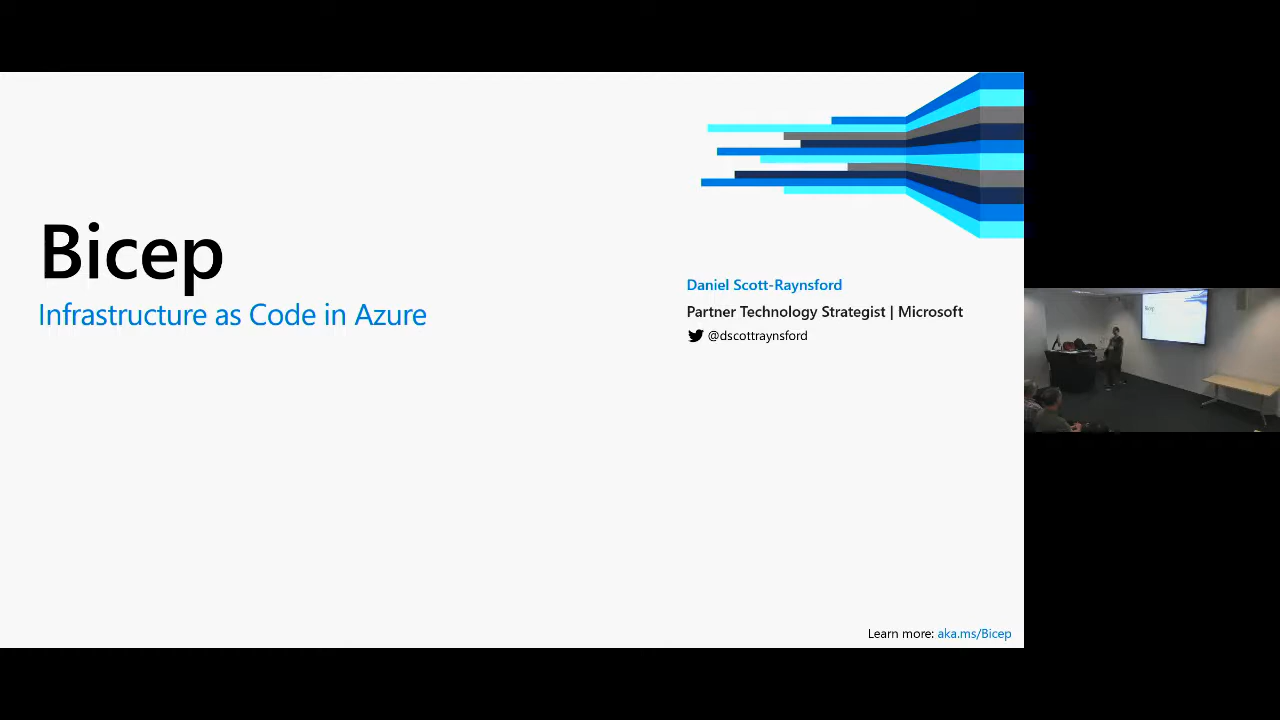 Bicep
Infrastructure as Code in Azure
Daniel Scott-Raynsford
Partner Technology Strategist | Microsoft
@dscottraynsford
Learn more: aka.ms/Bicep